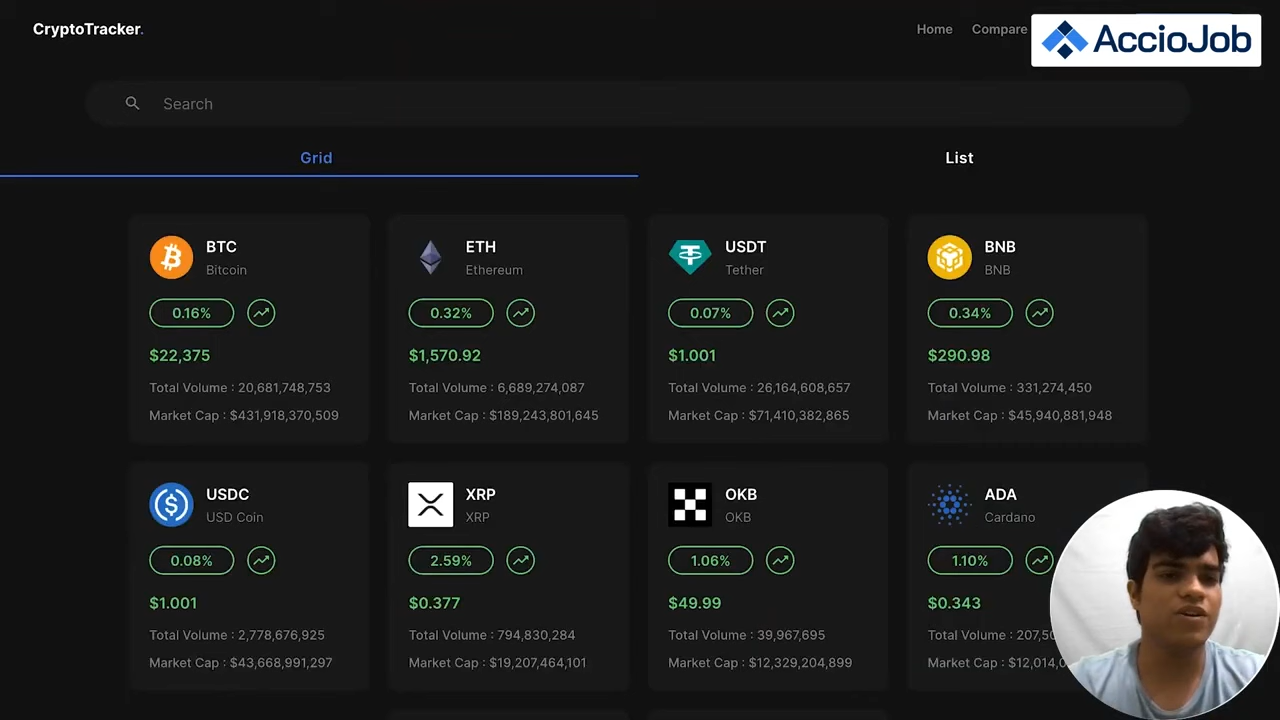 CryptoTracker.
Home
Compare
AccioJob
Search
Grid
List
BTC
Bitcoin
0.16%
$22,375
Total Volume : 20,681,748,753
Market Cap : $431,918,370,509
ETH
Ethereum
0.32%
$1,570.92
Total Volume : 6,689,274,087
Market Cap : $189,243,801,645
USDT
Tether
0.07%
$1.001
Total Volume : 26,164,608,657
Market Cap : $71,410,382,865
BNB
BNB
0.34%
$290.98
Total Volume : 331,274,450
Market Cap : $45,940,881,948
USDC
USD Coin
0.08%
$1.001
Total Volume : 2,778,676,925
Market Cap : $43,668,991,297
XRP
XRP
2.59%
$0.377
Total Volume : 794,830,284
Market Cap : $19,207,464,101
OKB
OKB
1.06%
$49.99
Total Volume : 39,967,695
Market Cap : $12,329,204,899
ADA
Cardano
1.10%
$0.343
Total Volume :
Market Cap :